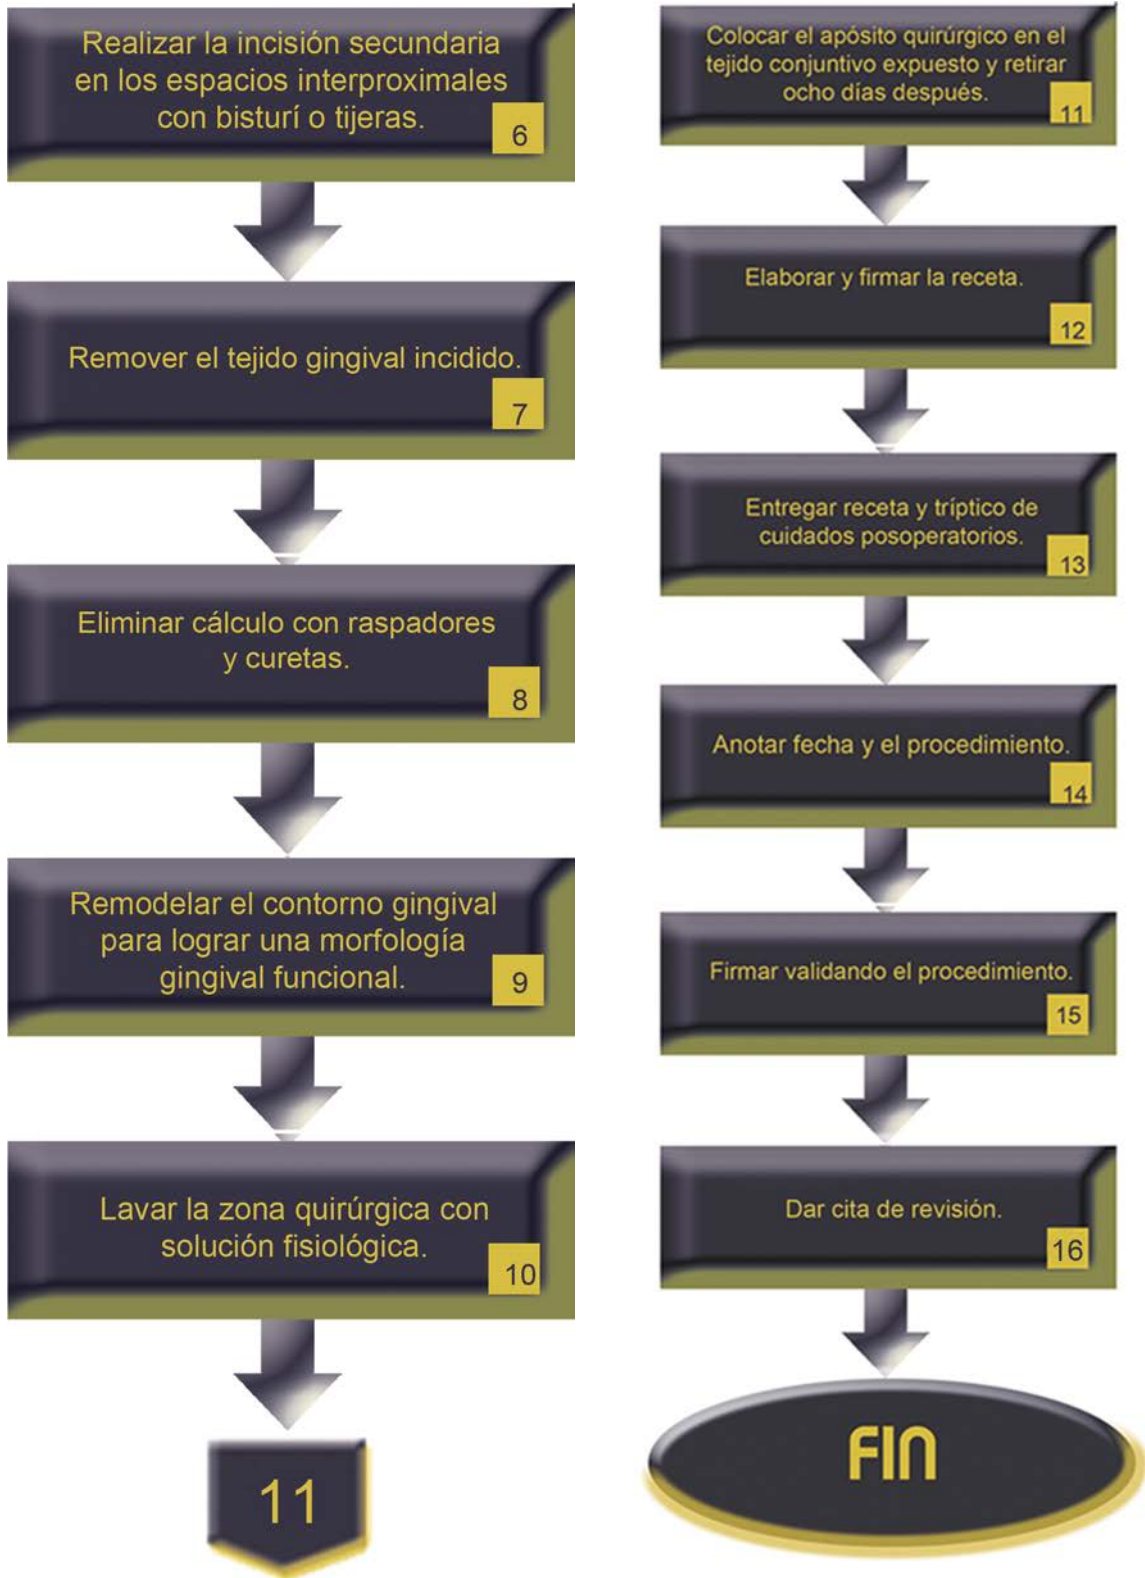 Realizar la incisión secundaria
en los espacios interproximales
con bisturí o tijeras.
6
Remover el tejido gingival incidido.
7
Eliminar cálculo con raspadores
y curetas.
8
Remodelar el contorno gingival
para lograr una morfología
gingival funcional.
9
Lavar la zona quirúrgica con
solución fisiológica.
10
11
Colocar el apósito quirúrgico en el
tejido conjuntivo expuesto y retirar
ocho días después.
11
Elaborar y firmar la receta.
12
Entregar receta y tríptico de
cuidados posoperatorios.
13
Anotar fecha y el procedimiento.
14
Firmar validando el procedimiento.
15
Dar cita de revisión.
16
FIN